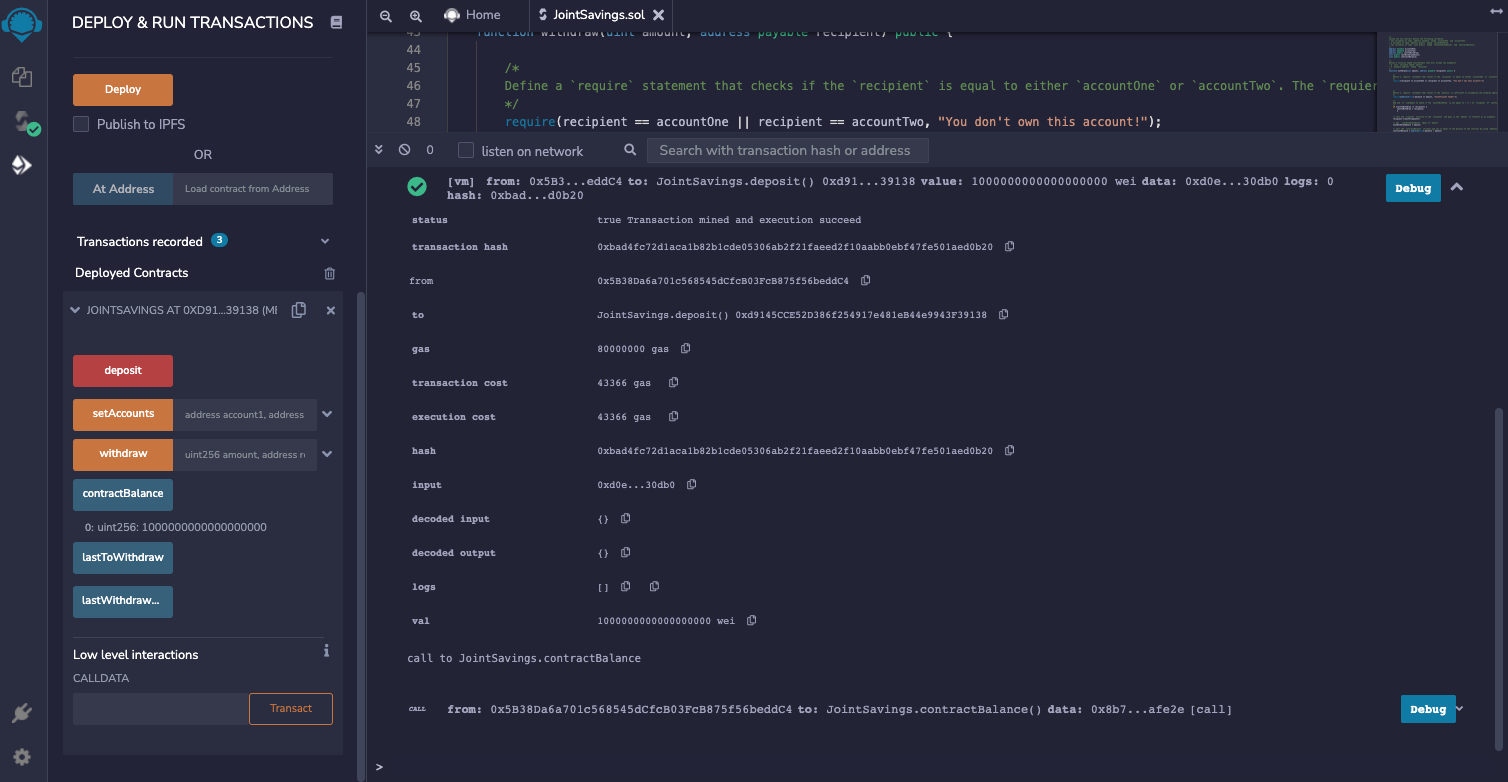 DEPLOY & RUN TRANSACTIONS
Deploy
Publish to IPFS
OR
At Address
Load contract from Address
Transactions recorded 3
Deployed Contracts
JOINTSAVINGS AT 0XD91...39138 (ME
deposit
setAccounts
address account1, address
withdraw
uint256 amount, address r
contractBalance
0: uint256: 1000000000000000000
lastToWithdraw
lastWithdraw...
Low level interactions
i
CALLDATA
Transact
Home
JointSavings.sol
43 function withdraw(uint amount, address payable recipient) public {
44
45 /*
46 Define a `require` statement that checks if the `recipient` is equal to either `accountOne` or `accountTwo`. The `requier
47 */
48 require(recipient == accountOne || recipient == accountTwo, "You don't own this account!");
0
listen on network
Search with transaction hash or address
[vm] from: 0x5B3...eddC4 to: JointSavings.deposit() 0xd91...39138 value: 1000000000000000000 wei data: 0xd0e...30db0 logs: 0
hash: 0xbad...d0b20
Debug
status true Transaction mined and execution succeed
transaction hash 0xbad4fc72d1aca1b82b1cde05306ab2f21faeed2f10aabb0ebf47fe501aed0b20
from 0x5B38Da6a701c568545dCfcB03FcB875f56beddC4
to JointSavings.deposit() 0xd9145CCE52D386f254917e481eB44e9943F39138
gas 80000000 gas
transaction cost 43366 gas
execution cost 43366 gas
hash 0xbad4fc72d1aca1b82b1cde05306ab2f21faeed2f10aabb0ebf47fe501aed0b20
input 0xd0e...30db0
decoded input {}
decoded output {}
logs []
val 1000000000000000000 wei
call to JointSavings.contractBalance
CALL from: 0x5B38Da6a701c568545dCfcB03FcB875f56beddC4 to: JointSavings.contractBalance() data: 0x8b7...afe2e [call]
Debug
>